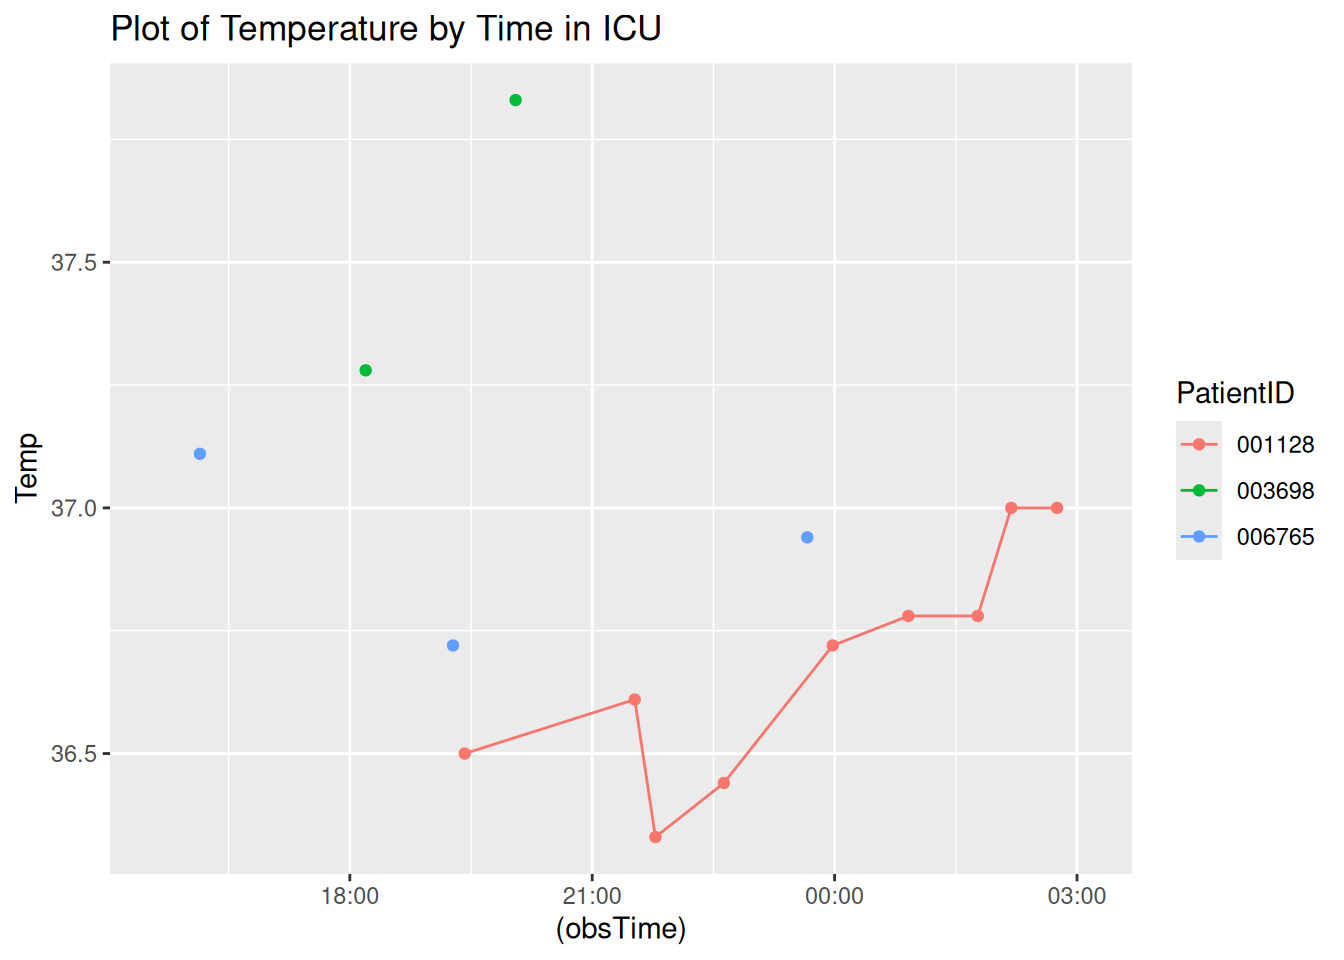 Plot of Temperature by Time in ICU
Temp
37.5
37.0
36.5
18:00
21:00
00:00
03:00
(obsTime)
PatientID
001128
003698
006765